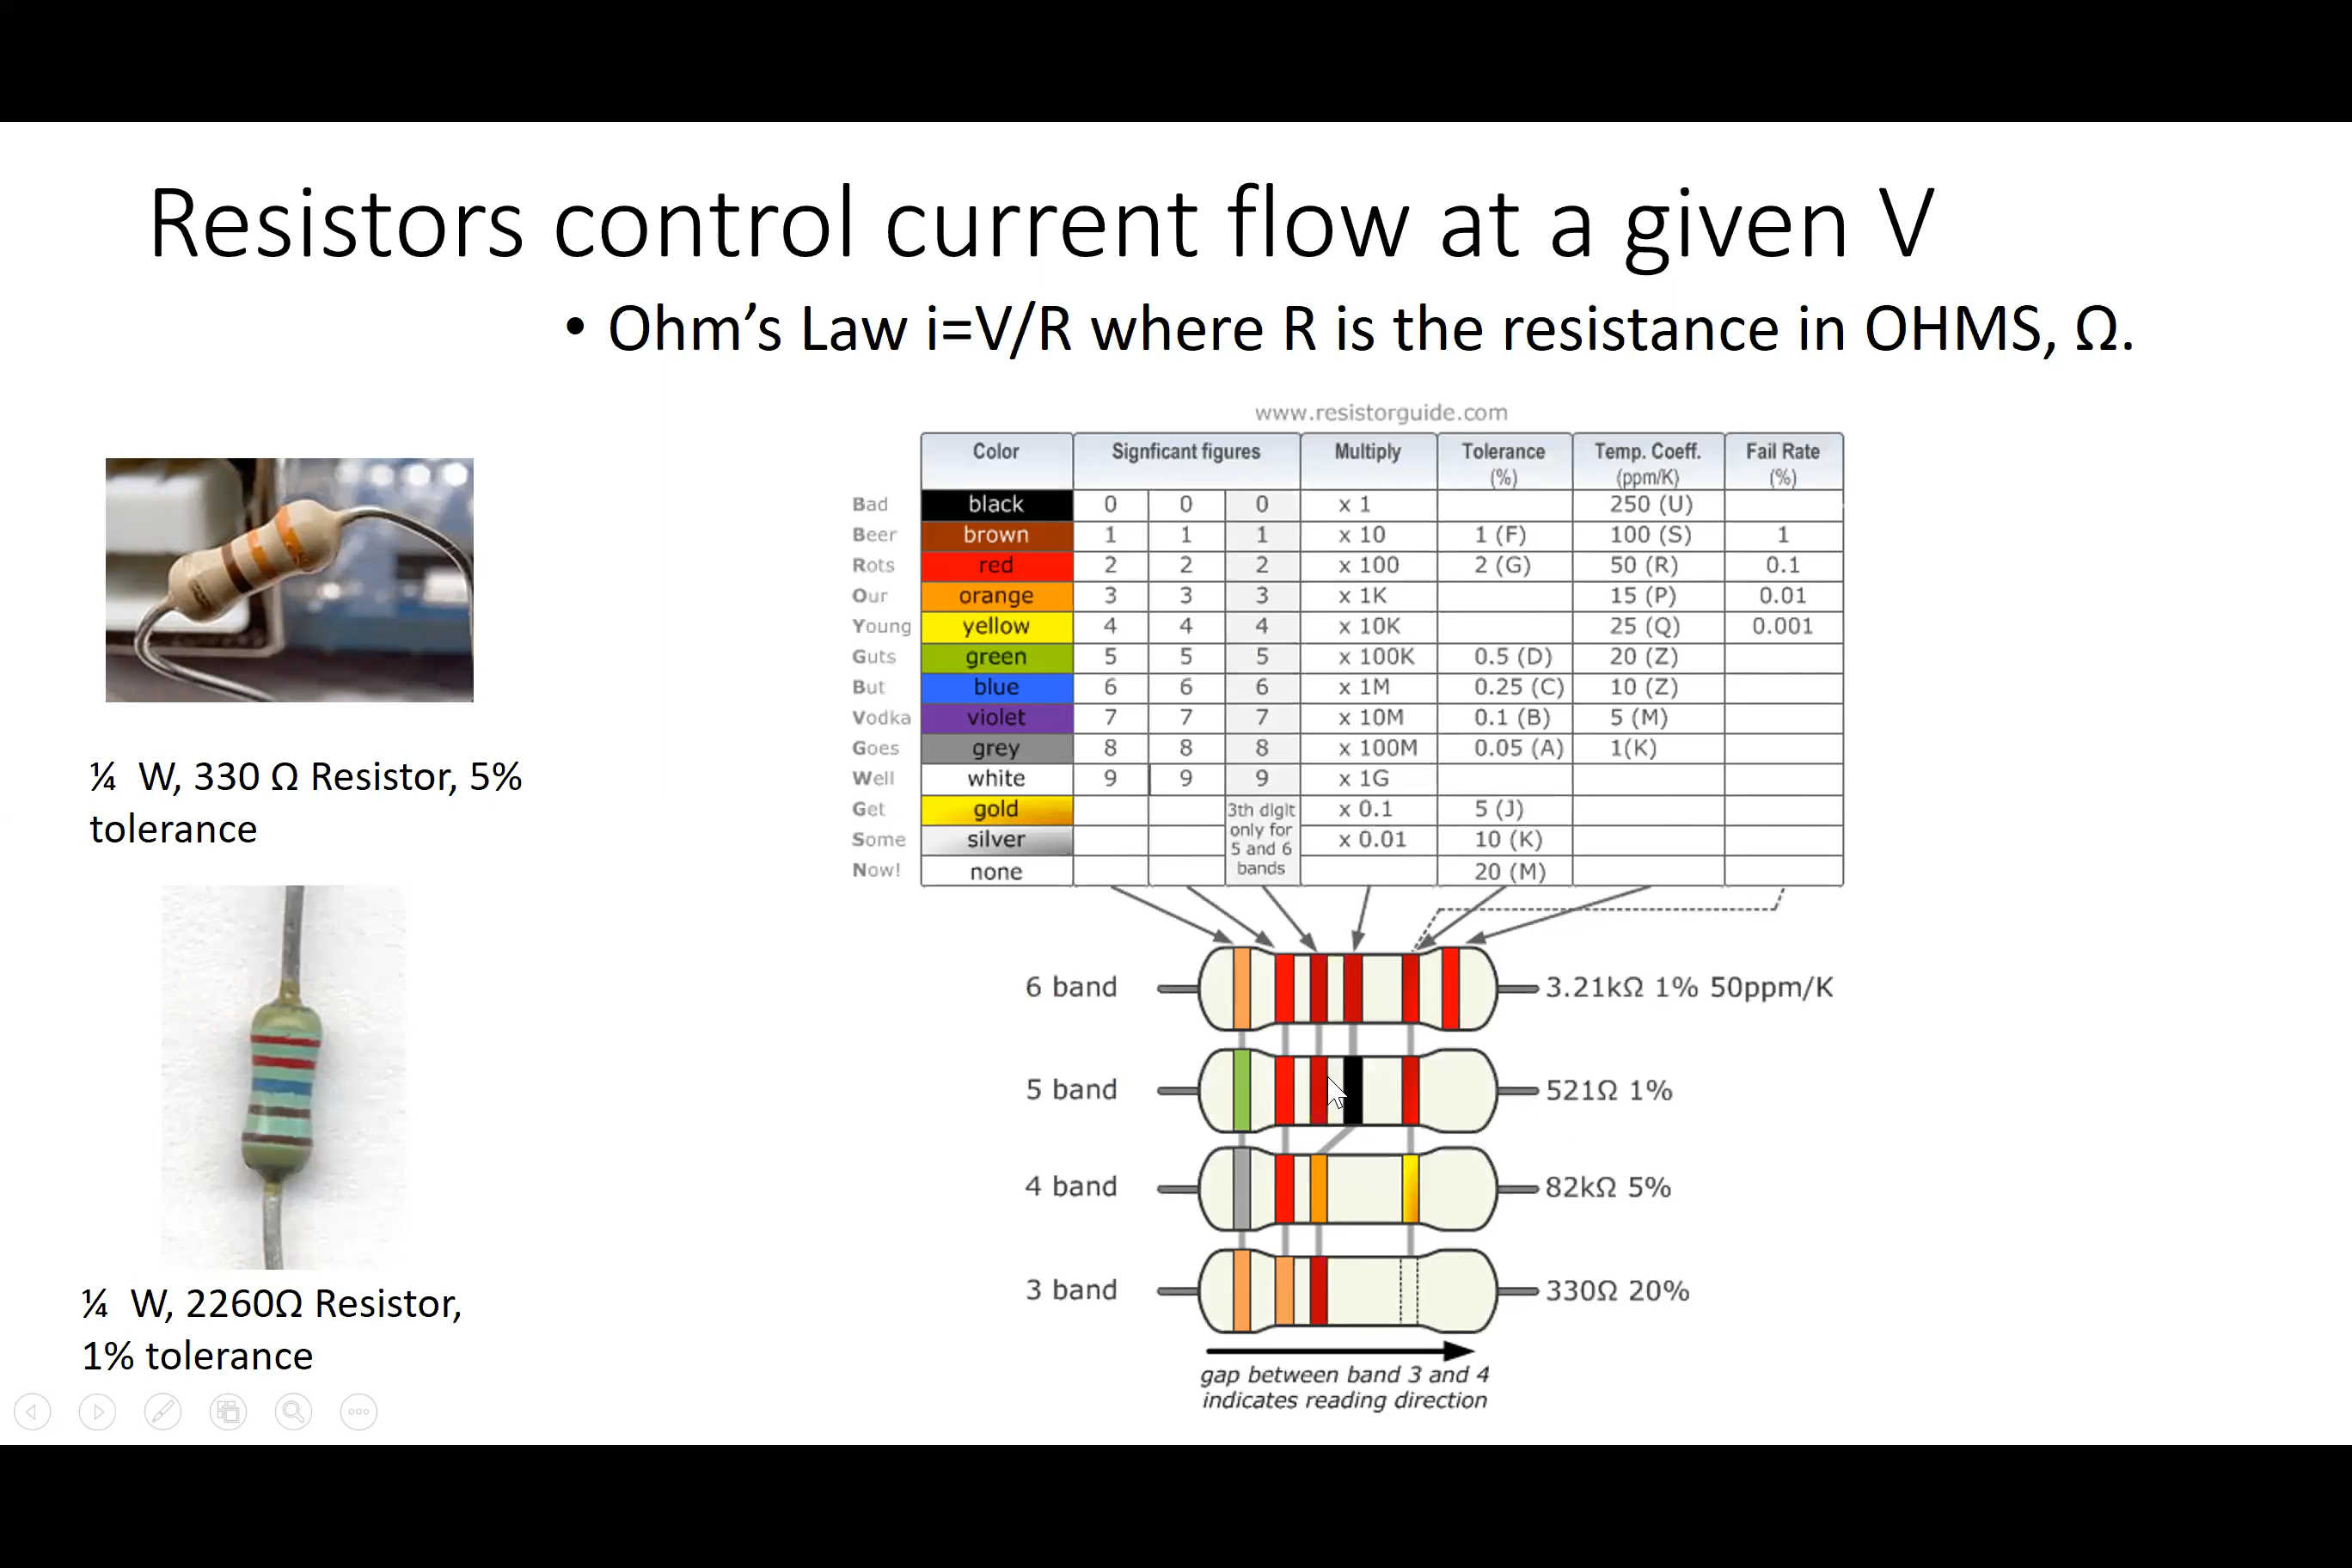 Resistors control current flow at a given V
• Ohm's Law i=V/R where R is the resistance in OHMS, Ω.
¼ W, 330 Ω Resistor, 5%
tolerance
¼ W, 2260Ω Resistor,
1% tolerance
www.resistorguide.com
Color Signficant figures Multiply Tolerance (%) Temp. Coeff. (ppm/K) Fail Rate (%)
Bad black 0 0 0 x 1 250 (U)
Beer brown 1 1 1 x 10 1 (F) 100 (S) 1
Rots red 2 2 2 x 100 2 (G) 50 (R) 0.1
Our orange 3 3 3 x 1K 15 (P) 0.01
Young yellow 4 4 4 x 10K 25 (Q) 0.001
Guts green 5 5 5 x 100K 0.5 (D) 20 (Z)
But blue 6 6 6 x 1M 0.25 (C) 10 (Z)
Vodka violet 7 7 7 x 10M 0.1 (B) 5 (M)
Goes grey 8 8 8 x 100M 0.05 (A) 1(K)
Well white 9 9 9 x 1G
Get gold x 0.1 5 (J)
Some silver x 0.01 10 (K)
Now! none 20 (M)
3th digit
only for
5 and 6
bands
6 band 3.21kΩ 1% 50ppm/K
5 band 521Ω 1%
4 band 82kΩ 5%
3 band 330Ω 20%
gap between band 3 and 4
indicates reading direction